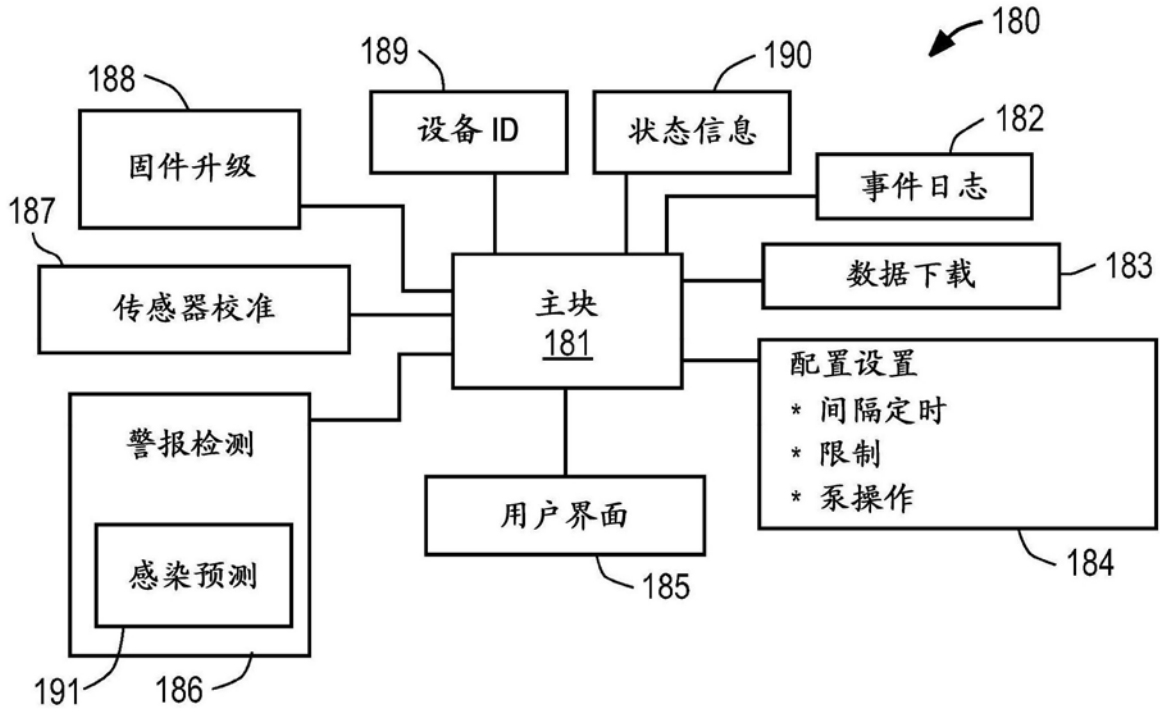 180
189
190
188
设备 ID
状态信息
182
固件升级
事件日志
187
数据下载
183
传感器校准
主块
181
配置设置
* 间隔定时
* 限制
* 泵操作
警报检测
用户界面
184
感染预测
185
191
186